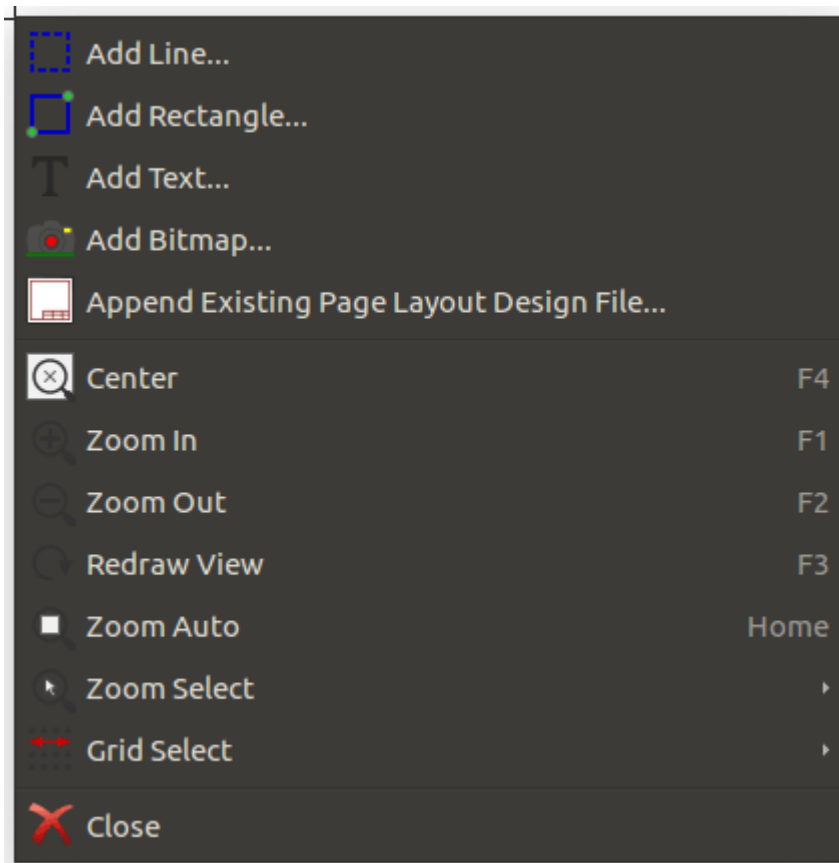 Add Line...
Add Rectangle...
Add Text...
Add Bitmap...
Append Existing Page Layout Design File...
Center F4
Zoom In F1
Zoom Out F2
Redraw View F3
Zoom Auto Home
Zoom Select
Grid Select
Close